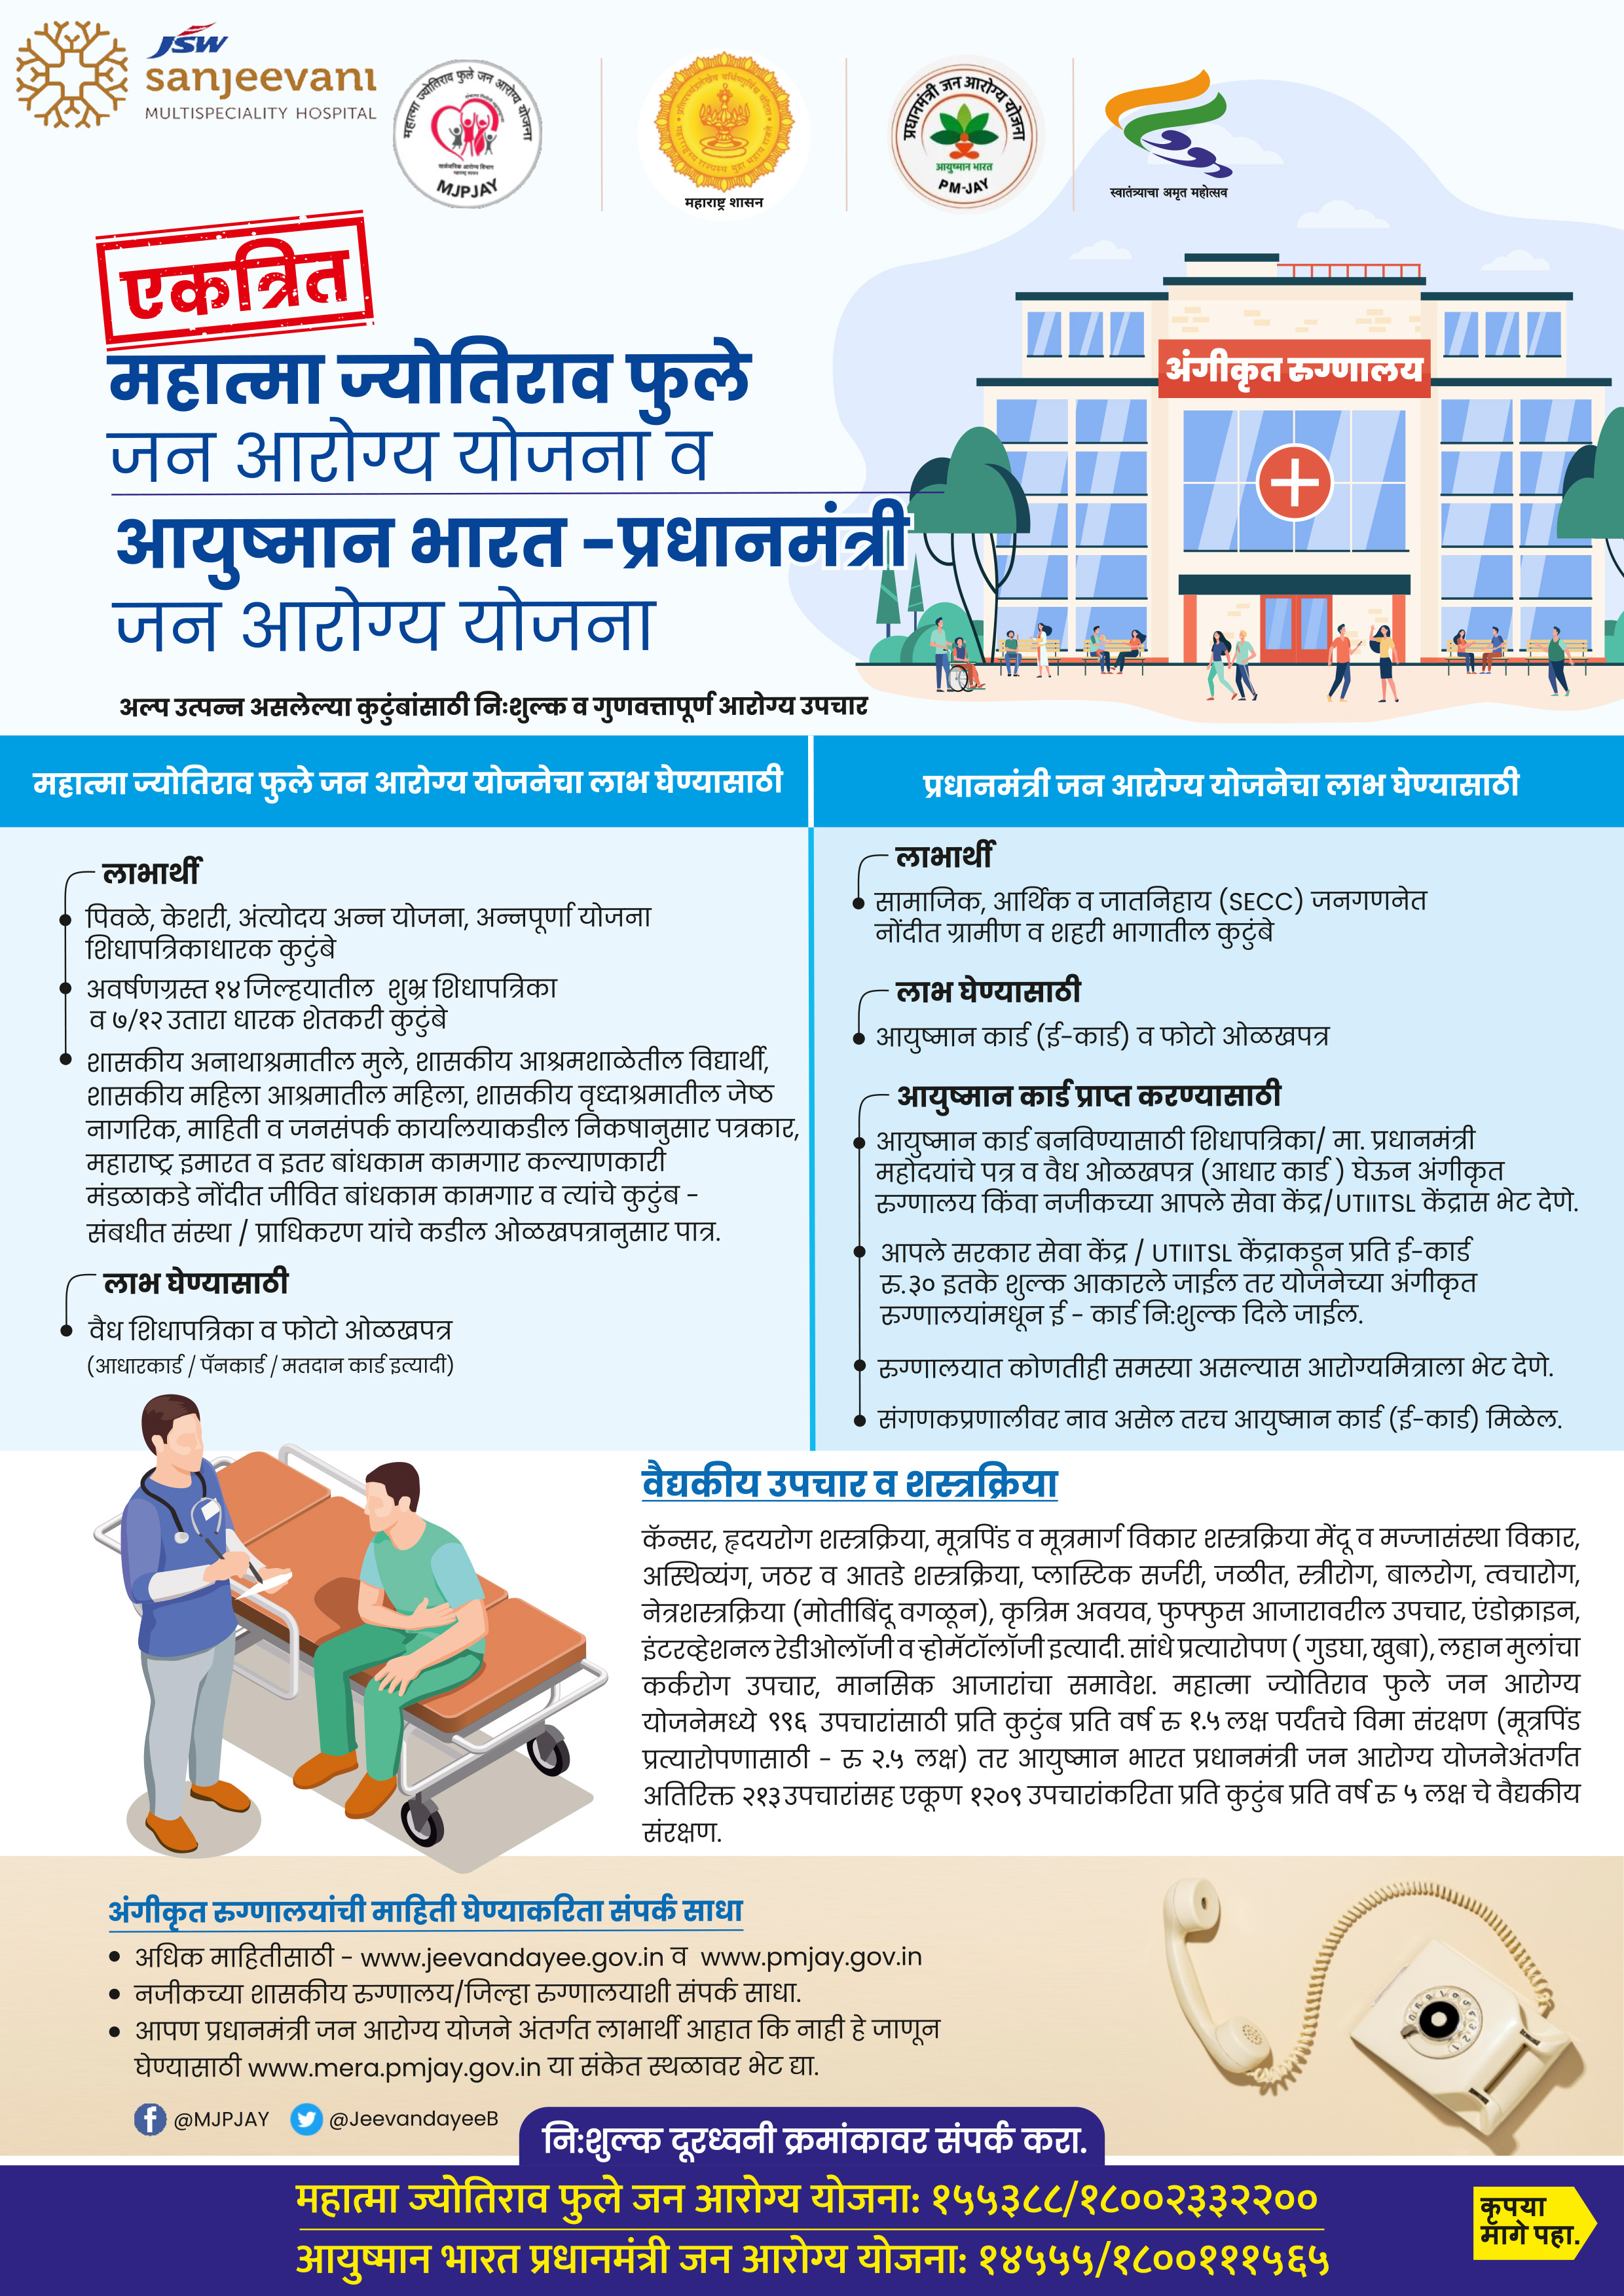 JSW
sanjeevani
MULTISPECIALITY HOSPITAL
महात्मा ज्योतिराव फुले जन आरोग्य योजना
सार्वजनिक आरोग्य विभाग
MJPJAY
महाराष्ट्र शासन
प्रधानमंत्री जन आरोग्य योजना
आयुष्मान भारत
PM-JAY
स्वातंत्र्याचा अमृत महोत्सव
एकत्रित
महात्मा ज्योतिराव फुले
जन आरोग्य योजना व
आयुष्मान भारत -प्रधानमंत्री
जन आरोग्य योजना
अंगीकृत रुग्णालय
अल्प उत्पन्न असलेल्या कुटुंबांसाठी निःशुल्क व गुणवत्तापूर्ण आरोग्य उपचार
महात्मा ज्योतिराव फुले जन आरोग्य योजनेचा लाभ घेण्यासाठी
लाभार्थी
पिवळे, केशरी, अंत्योदय अन्न योजना, अन्नपूर्णा योजना
शिधापत्रिकाधारक कुटुंबे
अवर्षणग्रस्त १४ जिल्हयातील शुभ्र शिधापत्रिका
व ७/१२ उतारा धारक शेतकरी कुटुंबे
शासकीय अनाथाश्रमातील मुले, शासकीय आश्रमशाळेतील विद्यार्थी,
शासकीय महिला आश्रमातील महिला, शासकीय वृध्दाश्रमातील जेष्ठ
नागरिक, माहिती व जनसंपर्क कार्यालयाकडील निकषानुसार पत्रकार,
महाराष्ट्र इमारत व इतर बांधकाम कामगार कल्याणकारी
मंडळाकडे नोंदीत जीवित बांधकाम कामगार व त्यांचे कुटुंब -
संबधीत संस्था / प्राधिकरण यांचे कडील ओळखपत्रानुसार पात्र.
लाभ घेण्यासाठी
वैध शिधापत्रिका व फोटो ओळखपत्र
(आधारकार्ड / पॅनकार्ड / मतदान कार्ड इत्यादी)
प्रधानमंत्री जन आरोग्य योजनेचा लाभ घेण्यासाठी
लाभार्थी
सामाजिक, आर्थिक व जातनिहाय (SECC) जनगणनेत
नोंदीत ग्रामीण व शहरी भागातील कुटुंबे
लाभ घेण्यासाठी
आयुष्मान कार्ड (ई-कार्ड) व फोटो ओळखपत्र
आयुष्मान कार्ड प्राप्त करण्यासाठी
आयुष्मान कार्ड बनविण्यासाठी शिधापत्रिका/ मा. प्रधानमंत्री
महोदयांचे पत्र व वैध ओळखपत्र (आधार कार्ड ) घेऊन अंगीकृत
रुग्णालय किंवा नजीकच्या आपले सेवा केंद्र/UTIITSL केंद्रास भेट देणे.
आपले सरकार सेवा केंद्र / UTIITSL केंद्राकडून प्रति ई-कार्ड
रु.३० इतके शुल्क आकारले जाईल तर योजनेच्या अंगीकृत
रुग्णालयांमधून ई - कार्ड नि:शुल्क दिले जाईल.
रुग्णालयात कोणतीही समस्या असल्यास आरोग्यमित्राला भेट देणे.
संगणकप्रणालीवर नाव असेल तरच आयुष्मान कार्ड (ई-कार्ड) मिळेल.
वैद्यकीय उपचार व शस्त्रक्रिया
कॅन्सर, हृदयरोग शस्त्रक्रिया, मूत्रपिंड व मूत्रमार्ग विकार शस्त्रक्रिया मेंदू व मज्जासंस्था विकार,
अस्थिव्यंग, जठर व आतडे शस्त्रक्रिया, प्लास्टिक सर्जरी, जळीत, स्त्रीरोग, बालरोग, त्वचारोग,
नेत्रशस्त्रक्रिया (मोतीबिंदू वगळून), कृत्रिम अवयव, फुफ्फुस आजारावरील उपचार, एंडोक्राइन,
इंटरव्हेशनल रेडीओलॉजी व ऱ्होमॅटॉलॉजी इत्यादी. सांधे प्रत्यारोपण ( गुडघा, खुबा), लहान मुलांचा
कर्करोग उपचार, मानसिक आजारांचा समावेश. महात्मा ज्योतिराव फुले जन आरोग्य
योजनेमध्ये ९९६ उपचारांसाठी प्रति कुटुंब प्रति वर्ष रु १.५ लक्ष पर्यंतचे विमा संरक्षण (मूत्रपिंड
प्रत्यारोपणासाठी - रु २.५ लक्ष) तर आयुष्मान भारत प्रधानमंत्री जन आरोग्य योजनेअंतर्गत
अतिरिक्त २१३ उपचारांसह एकूण १२०९ उपचारांकरिता प्रति कुटुंब प्रति वर्ष रु ५ लक्ष चे वैद्यकीय
संरक्षण.
अंगीकृत रुग्णालयांची माहिती घेण्याकरिता संपर्क साधा
अधिक माहितीसाठी - www.jeevandayee.gov.in व www.pmjay.gov.in
नजीकच्या शासकीय रुग्णालय/जिल्हा रुग्णालयाशी संपर्क साधा.
आपण प्रधानमंत्री जन आरोग्य योजने अंतर्गत लाभार्थी आहात कि नाही हे जाणून
घेण्यासाठी www.mera.pmjay.gov.in या संकेत स्थळावर भेट द्या.
@MJPJAY @JeevandayeeB
नि:शुल्क दूरध्वनी क्रमांकावर संपर्क करा.
महात्मा ज्योतिराव फुले जन आरोग्य योजना: १५५३८८/१८००२३३२२००
आयुष्मान भारत प्रधानमंत्री जन आरोग्य योजना: १४५५५/१८००१११५६५
कृपया
मागे पहा.